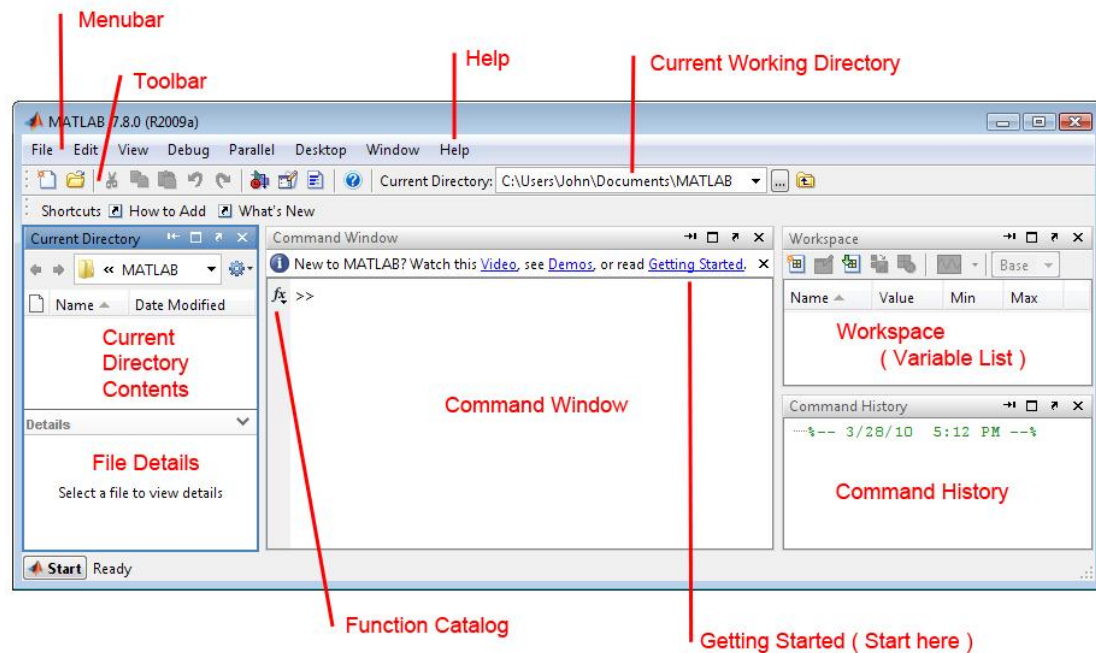 Menubar
Help
Current Working Directory
Toolbar
MATLAB 7.8.0 (R2009a)
File Edit View Debug Parallel Desktop Window Help
Current Directory: C:\Users\John\Documents\MATLAB ...
Shortcuts How to Add What's New
Current Directory
« MATLAB
Name Date Modified
Current
Directory
Contents
Details
File Details
Select a file to view details
Command Window
New to MATLAB? Watch this Video, see Demos, or read Getting Started.
fx >>
Command Window
Workspace
Base
Name Value Min Max
Workspace
( Variable List )
Command History
%-- 3/28/10 5:12 PM --%
Command History
Start Ready
Function Catalog
Getting Started ( Start here )